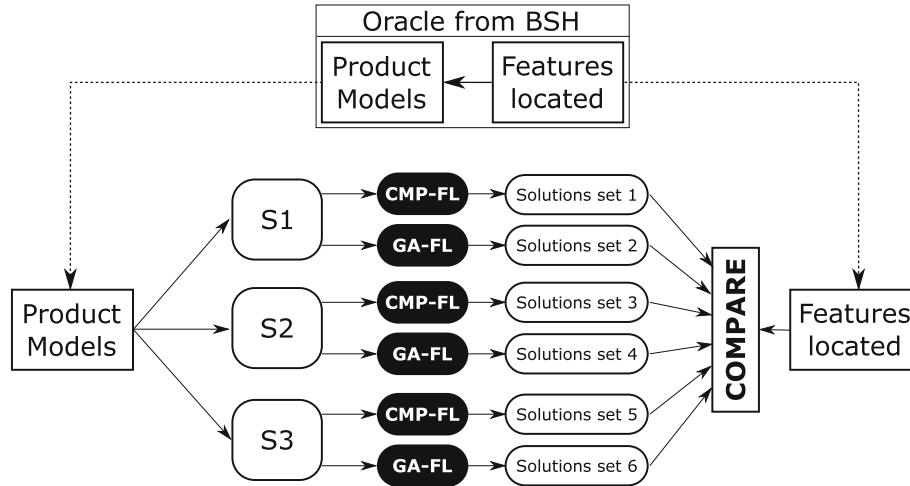 Oracle from BSH
Product
Models
Features
located
S1
CMP-FL
Solutions set 1
GA-FL
Solutions set 2
Product
Models
S2
CMP-FL
Solutions set 3
GA-FL
Solutions set 4
COMPARE
Features
located
S3
CMP-FL
Solutions set 5
GA-FL
Solutions set 6